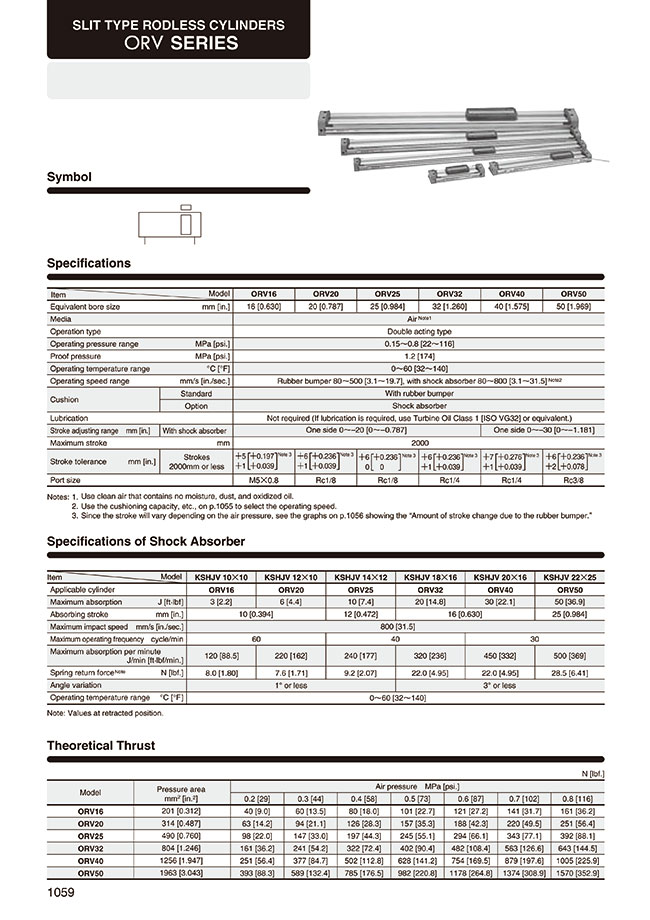 SLIT TYPE RODLESS CYLINDERS
ORV SERIES
Symbol
Specifications
Item Model ORV16 ORV20 ORV25 ORV32 ORV40 ORV50
Equivalent bore size mm [in.] 16 [0.630] 20 [0.787] 25 [0.984] 32 [1.260] 40 [1.575] 50 [1.969]
Media Air Note1
Operation type Double acting type
Operating pressure range MPa [psi.] 0.15~0.8 [22~116]
Proof pressure MPa [psi.] 1.2 [174]
Operating temperature range °C [°F] 0~60 [32~140]
Operating speed range mm/s [in./sec.] Rubber bumper 80~500 [3.1~19.7], with shock absorber 80~800 [3.1~31.5] Note2
Cushion Standard With rubber bumper
Option Shock absorber
Lubrication Not required (If lubrication is required, use Turbine Oil Class 1 [ISO VG32] or equivalent.)
Stroke adjusting range mm [in.] With shock absorber One side 0~-20 [0~-0.787] One side 0~-30 [0~-1.181]
Maximum stroke mm 2000
Stroke tolerance mm [in.] Strokes 2000mm or less +5 +1 [+0.197 +0.039] Note 3 +6 +1 [+0.236 +0.039] Note 3 +6 0 [+0.236 0] Note 3 +6 +1 [+0.236 +0.039] Note 3 +7 +1 [+0.276 +0.039] Note 3 +6 +2 [+0.236 +0.078] Note 3
Port size M5×0.8 Rc1/8 Rc1/8 Rc1/4 Rc1/4 Rc3/8
Notes: 1. Use clean air that contains no moisture, dust, and oxidized oil.
2. Use the cushioning capacity, etc., on p.1055 to select the operating speed.
3. Since the stroke will vary depending on the air pressure, see the graphs on p.1056 showing the “Amount of stroke change due to the rubber bumper.”
Specifications of Shock Absorber
Item Model KSHJV 10×10 KSHJV 12×10 KSHJV 14×12 KSHJV 18×16 KSHJV 20×16 KSHJV 22×25
Applicable cylinder ORV16 ORV20 ORV25 ORV32 ORV40 ORV50
Maximum absorption J [ft·lbf] 3 [2.2] 6 [4.4] 10 [7.4] 20 [14.8] 30 [22.1] 50 [36.9]
Absorbing stroke mm [in.] 10 [0.394] 12 [0.472] 16 [0.630] 25 [0.984]
Maximum impact speed mm/s [in./sec.] 800 [31.5]
Maximum operating frequency cycle/min 60 40 30
Maximum absorption per minute J/min [ft·lbf/min.] 120 [88.5] 220 [162] 240 [177] 320 [236] 450 [332] 500 [369]
Spring return force Note N [lbf.] 8.0 [1.80] 7.6 [1.71] 9.2 [2.07] 22.0 [4.95] 22.0 [4.95] 28.5 [6.41]
Angle variation 1° or less 3° or less
Operating temperature range °C [°F] 0~60 [32~140]
Note: Values at retracted position.
Theoretical Thrust
N [lbf.]
Model Pressure area mm² [in.²] Air pressure MPa [psi.]
0.2 [29] 0.3 [44] 0.4 [58] 0.5 [73] 0.6 [87] 0.7 [102] 0.8 [116]
ORV16 201 [0.312] 40 [9.0] 60 [13.5] 80 [18.0] 101 [22.7] 121 [27.2] 141 [31.7] 161 [36.2]
ORV20 314 [0.487] 63 [14.2] 94 [21.1] 126 [28.3] 157 [35.3] 188 [42.3] 220 [49.5] 251 [56.4]
ORV25 490 [0.760] 98 [22.0] 147 [33.0] 197 [44.3] 245 [55.1] 294 [66.1] 343 [77.1] 392 [88.1]
ORV32 804 [1.246] 161 [36.2] 241 [54.2] 322 [72.4] 402 [90.4] 482 [108.4] 563 [126.6] 643 [144.5]
ORV40 1256 [1.947] 251 [56.4] 377 [84.7] 502 [112.8] 628 [141.2] 754 [169.5] 879 [197.6] 1005 [225.9]
ORV50 1963 [3.043] 393 [88.3] 589 [132.4] 785 [176.5] 982 [220.8] 1178 [264.8] 1374 [308.9] 1570 [352.9]
1059